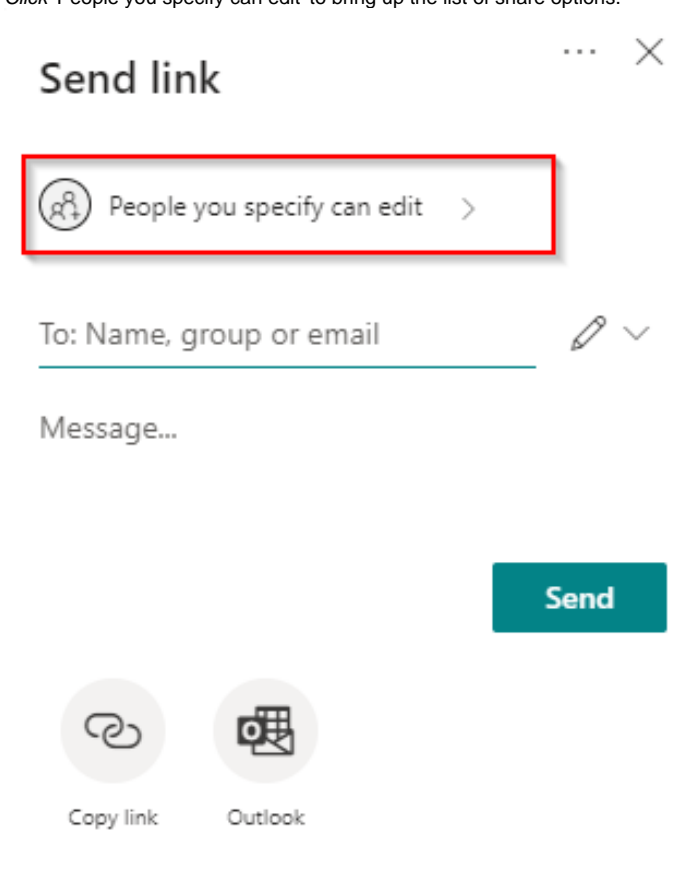 Click 'People you specify can edit' to bring up the list of share options.
Send link
People you specify can edit
To: Name, group or email
Message...
Send
Copy link
Outlook